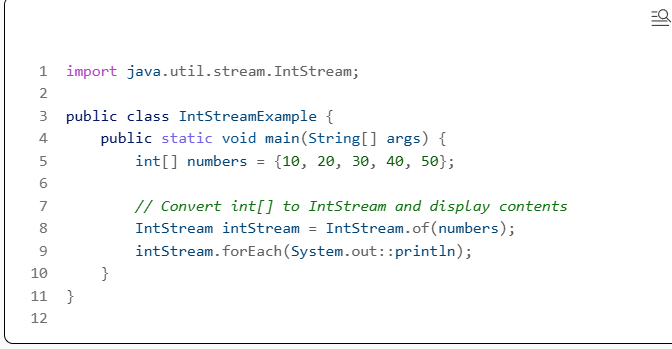 1 import java.util.stream.IntStream;
2
3 public class IntStreamExample {
4     public static void main(String[] args) {
5         int[] numbers = {10, 20, 30, 40, 50};
6
7         // Convert int[] to IntStream and display contents
8         IntStream intStream = IntStream.of(numbers);
9         intStream.forEach(System.out::println);
10     }
11 }
12